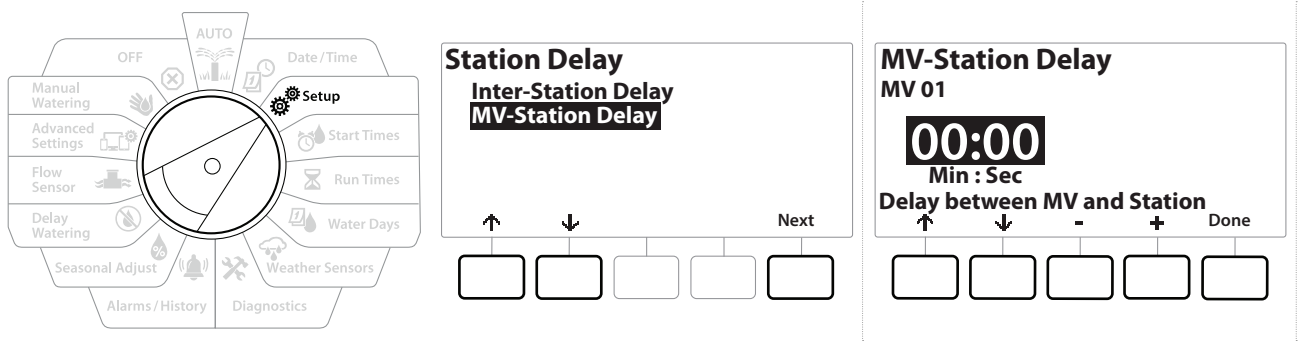 AUTO
OFF
Date / Time
Manual
Watering
Setup
Advanced
Settings
Start Times
Flow
Sensor
Run Times
Delay
Watering
Water Days
Seasonal Adjust
Weather Sensors
Alarms / History
Diagnostics
1
1
%
Station Delay
Inter-Station Delay
MV-Station Delay
↑ ↓ Next
MV-Station Delay
MV 01
00:00
Min : Sec
Delay between MV and Station
↑ ↓ - + Done